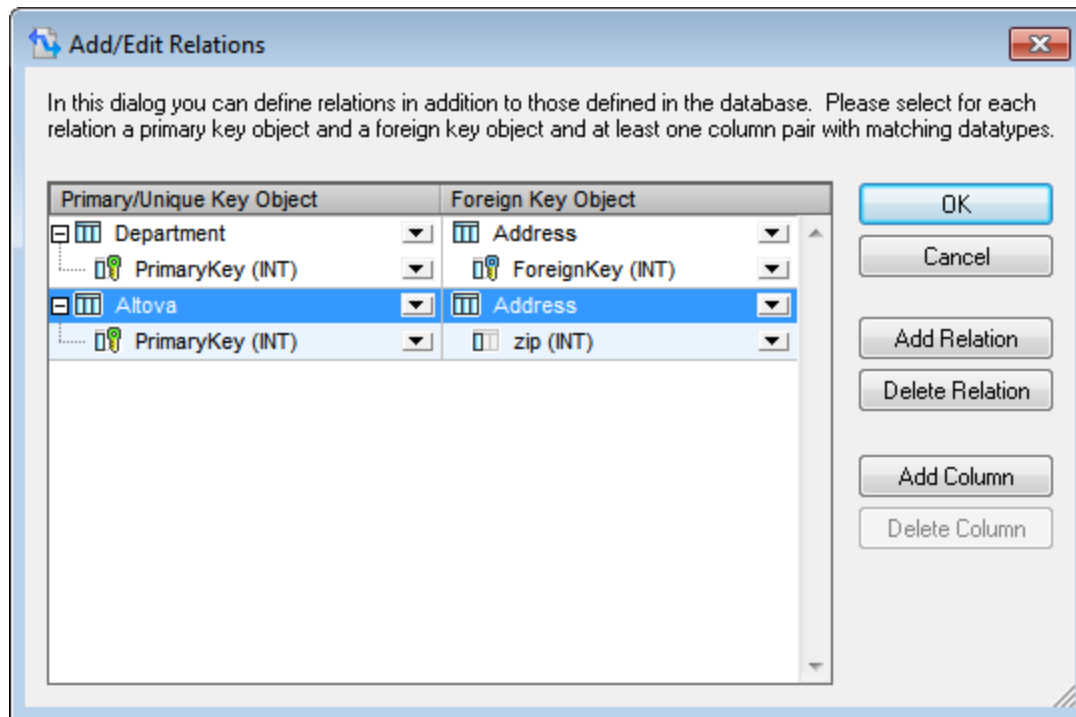 Add/Edit Relations
In this dialog you can define relations in addition to those defined in the database.  Please select for each
relation a primary key object and a foreign key object and at least one column pair with matching datatypes.
Primary/Unique Key Object Foreign Key Object
Department Address
PrimaryKey (INT) ForeignKey (INT)
Altova Address
PrimaryKey (INT) zip (INT)
OK
Cancel
Add Relation
Delete Relation
Add Column
Delete Column